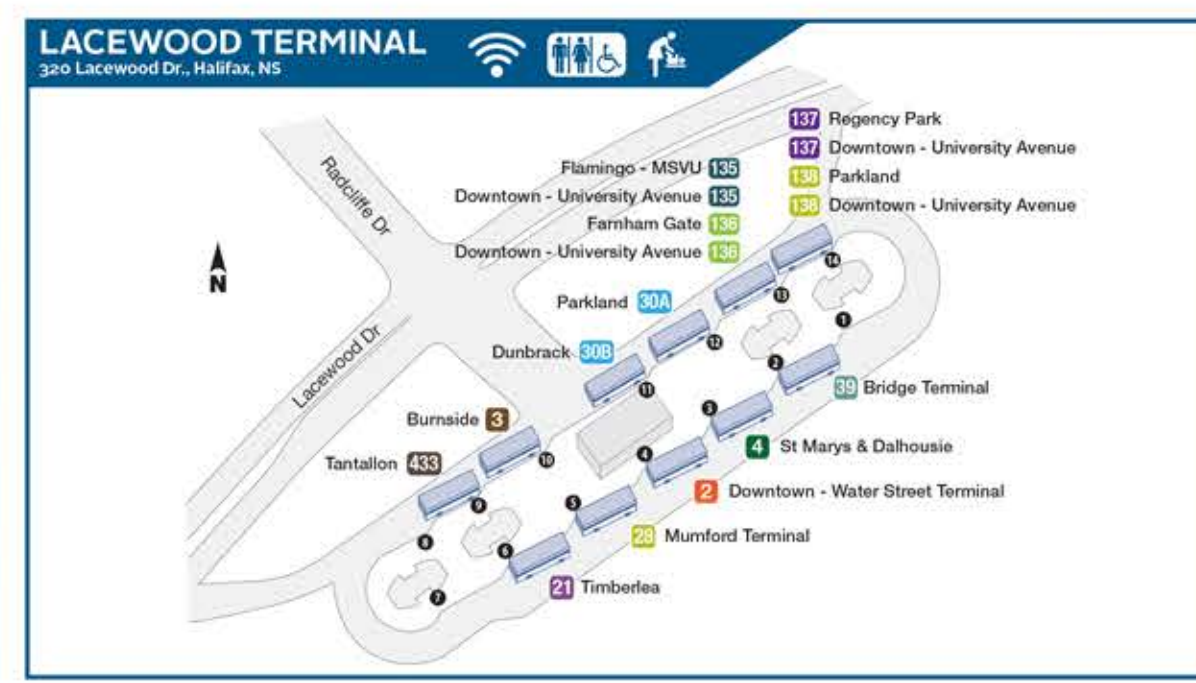 LACEWOOD TERMINAL
320 Lacewood Dr., Halifax, NS
137 Regency Park
137 Downtown - University Avenue
138 Parkland
138 Downtown - University Avenue
Flamingo - MSVU 135
Downtown - University Avenue 135
Farnham Gate 136
Downtown - University Avenue 136
Radcliffe Dr
N
Parkland 30A
Dunbrack 30B
Lacewood Dr
Burnside 3
Tantallon 433
14
13
12
11
10
9
8
7
6
5
4
3
2
1
39 Bridge Terminal
4 St Marys & Dalhousie
2 Downtown - Water Street Terminal
28 Mumford Terminal
21 Timberlea